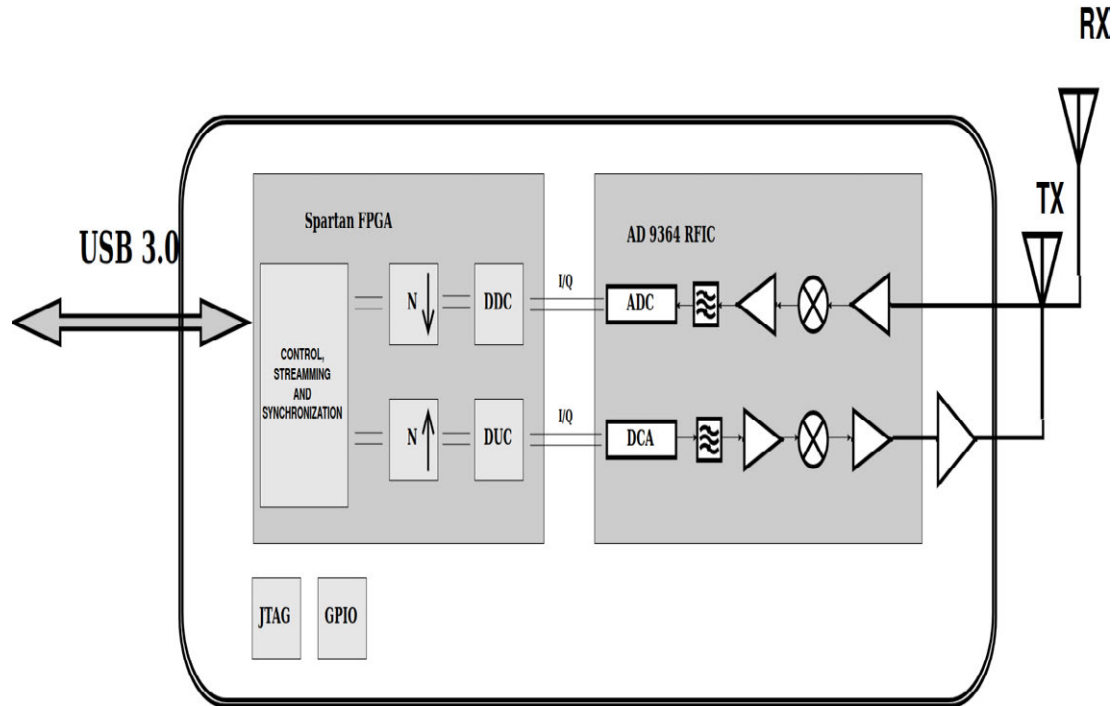 RX
TX
USB 3.0
Spartan FPGA
AD 9364 RFIC
N
DDC
I/Q
ADC
CONTROL,
STREAMMING
AND
SYNCHRONIZATION
N
DUC
I/Q
DCA
JTAG
GPIO